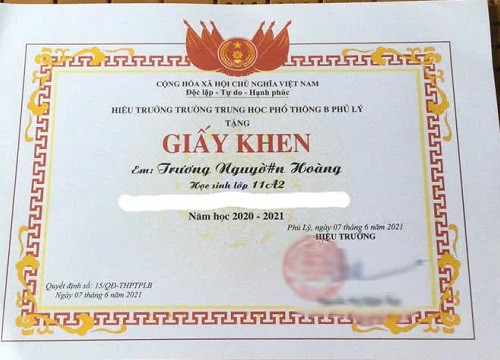 CỘNG HÒA XÃ HỘI CHỦ NGHĨA VIỆT NAM
Độc lập - Tự do - Hạnh phúc
HIỆU TRƯỞNG TRƯỜNG TRUNG HỌC PHỔ THÔNG B PHỦ LÝ
TẶNG
GIẤY KHEN
Em: Trương Nguyờ#n Hoàng
Học sinh lớp 11A2
Năm học 2020 - 2021
Phủ Lý, ngày 07 tháng 6 năm 2021
HIỆU TRƯỞNG
Quyết định số: 15/QĐ-THPTPLB
Ngày 07 tháng 6 năm 2021